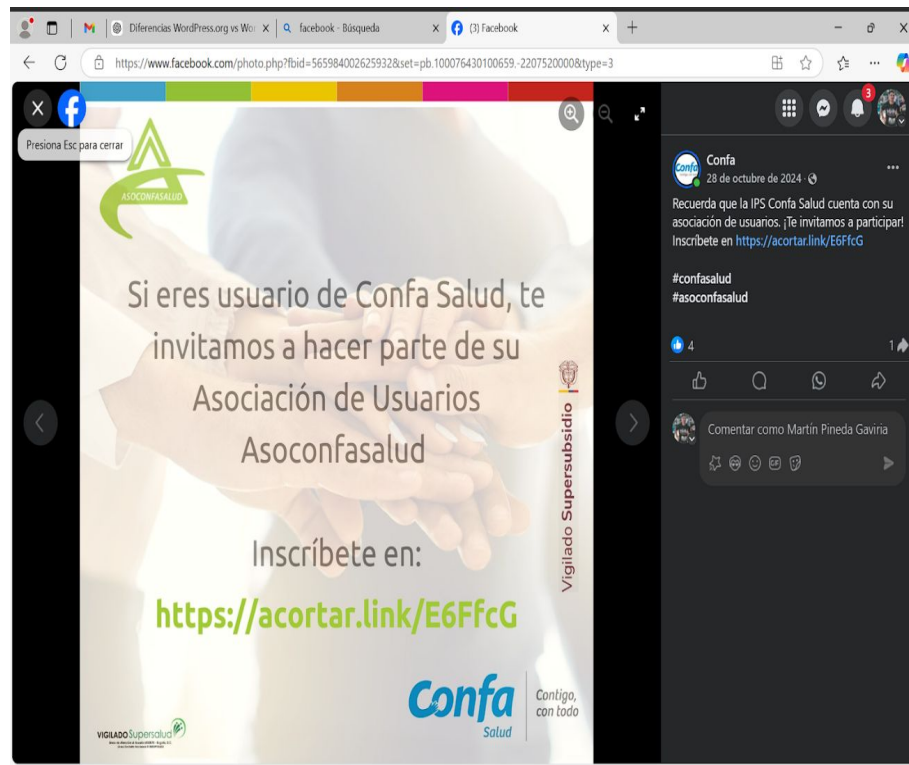 Diferencias WordPress.org vs Wor
facebook - Búsqueda
(3) Facebook
https://www.facebook.com/photo.php?fbid=565984002625932&set=pb.100076430100659.-2207520000&type=3
Presiona Esc para cerrar
ASOCONFASALUD
Si eres usuario de Confa Salud, te
invitamos a hacer parte de su
Asociación de Usuarios
Asoconfasalud
Inscríbete en:
https://acortar.link/E6FfcG
Vigilado Supersubsidio
Confa
Salud
Contigo,
con todo
VIGILADO Supersalud
3
Confa
Confa
28 de octubre de 2024 ·
Recuerda que la IPS Confa Salud cuenta con su
asociación de usuarios. ¡Te invitamos a participar!
Inscríbete en https://acortar.link/E6FfcG
#confasalud
#asoconfasalud
4
1
Comentar como Martín Pineda Gaviria
GIF